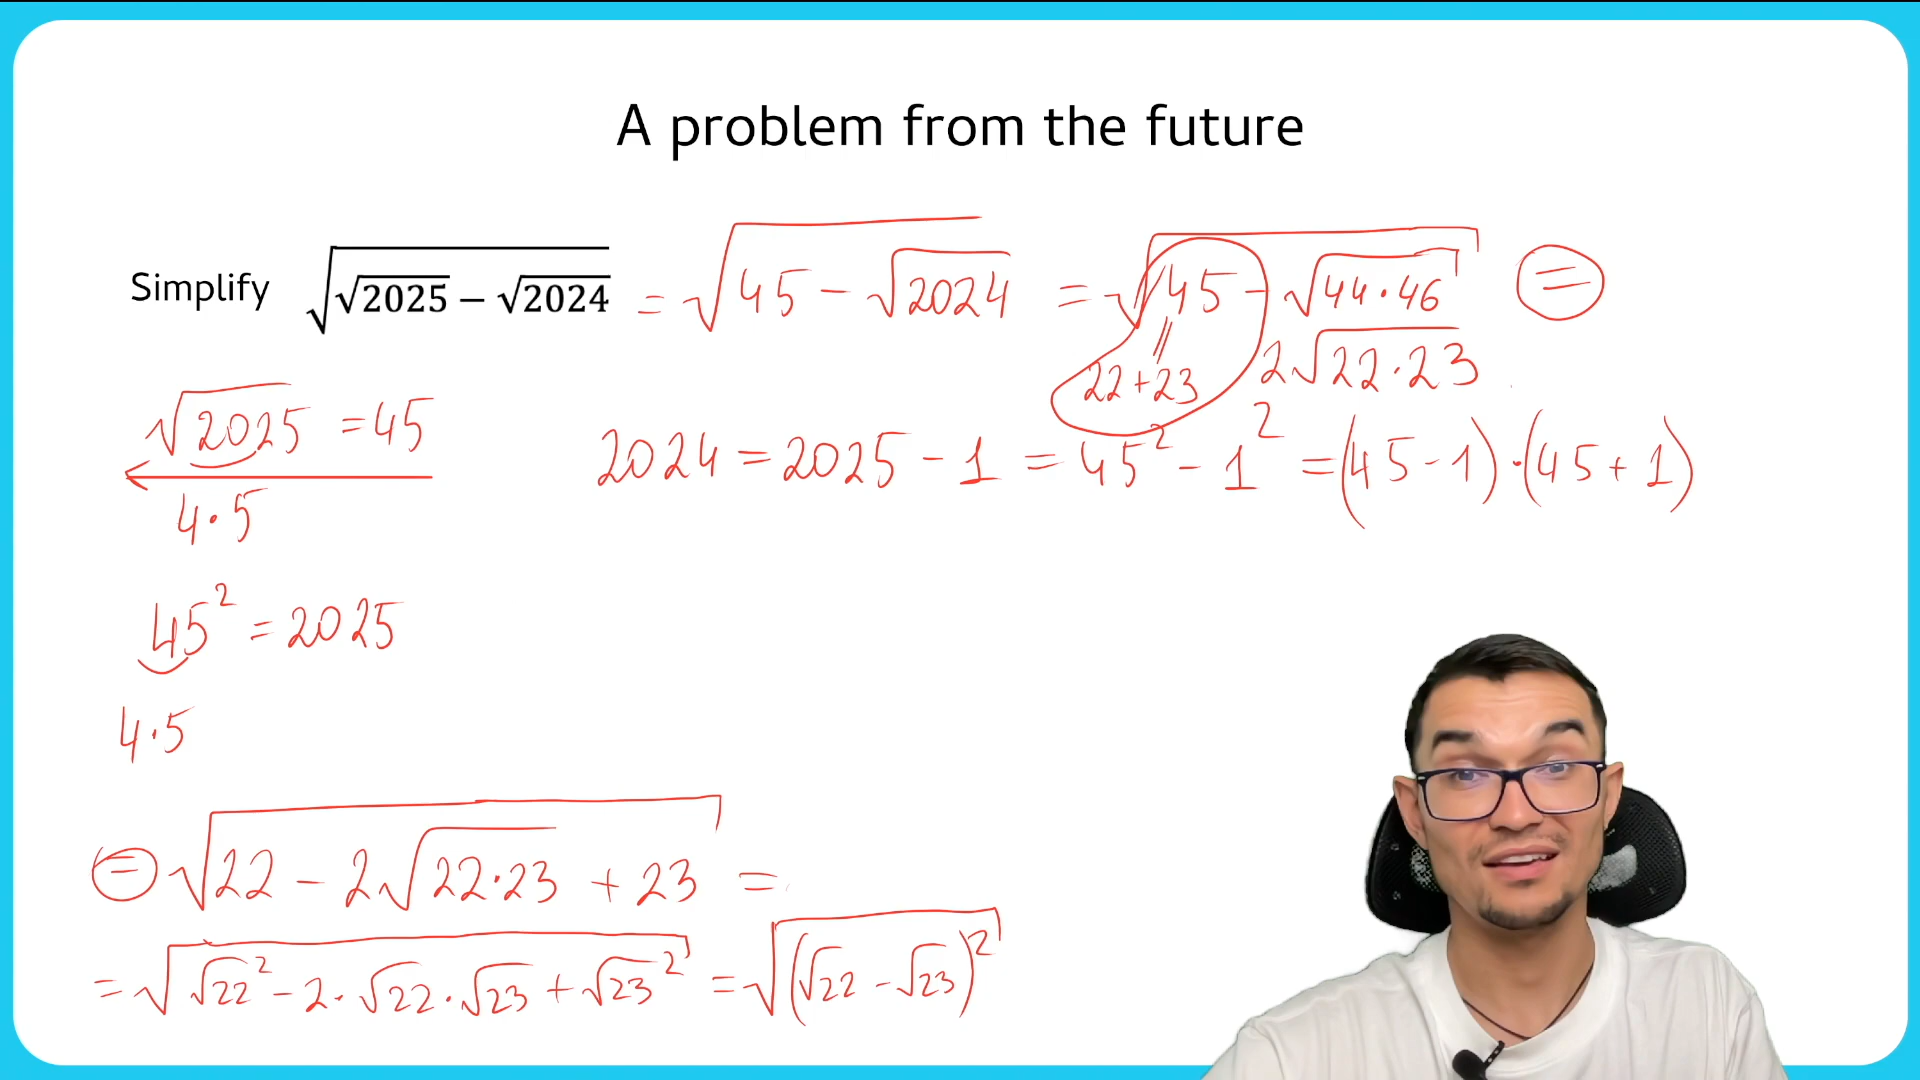 A problem from the future
Simplify √(√2025 − √2024) = √(45 − √2024) = √(45 − √(44·46)) =
22+23
2√(22·23)
√2025 = 45
4·5
2024 = 2025 − 1 = 45² − 1² = (45−1)·(45+1)
45² = 2025
4·5
= √(22 − 2√(22·23) + 23) =
= √(√22² − 2·√22·√23 + √23²) = √((√22 − √23)²)